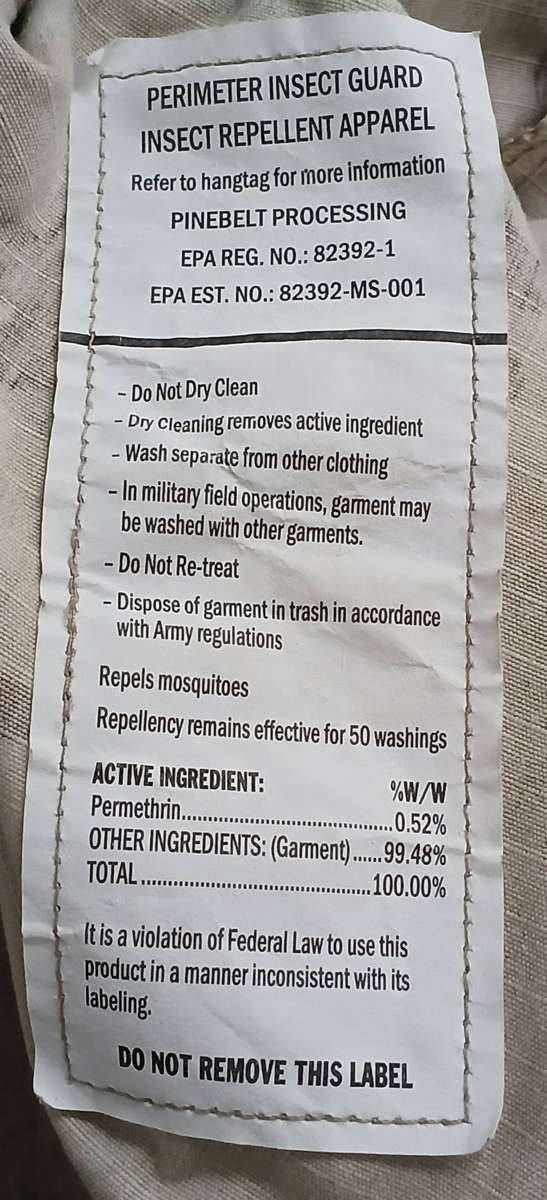 PERIMETER INSECT GUARD
INSECT REPELLENT APPAREL
Refer to hangtag for more information
PINEBELT PROCESSING
EPA REG. NO.: 82392-1
EPA EST. NO.: 82392-MS-001
- Do Not Dry Clean
- Dry Cleaning removes active ingredient
- Wash separate from other clothing
- In military field operations, garment may
be washed with other garments.
- Do Not Re-treat
- Dispose of garment in trash in accordance
with Army regulations
Repels mosquitoes
Repellency remains effective for 50 washings
ACTIVE INGREDIENT: %W/W
Permethrin.......................................0.52%
OTHER INGREDIENTS: (Garment)......99.48%
TOTAL..........................................100.00%
It is a violation of Federal Law to use this
product in a manner inconsistent with its
labeling.
DO NOT REMOVE THIS LABEL